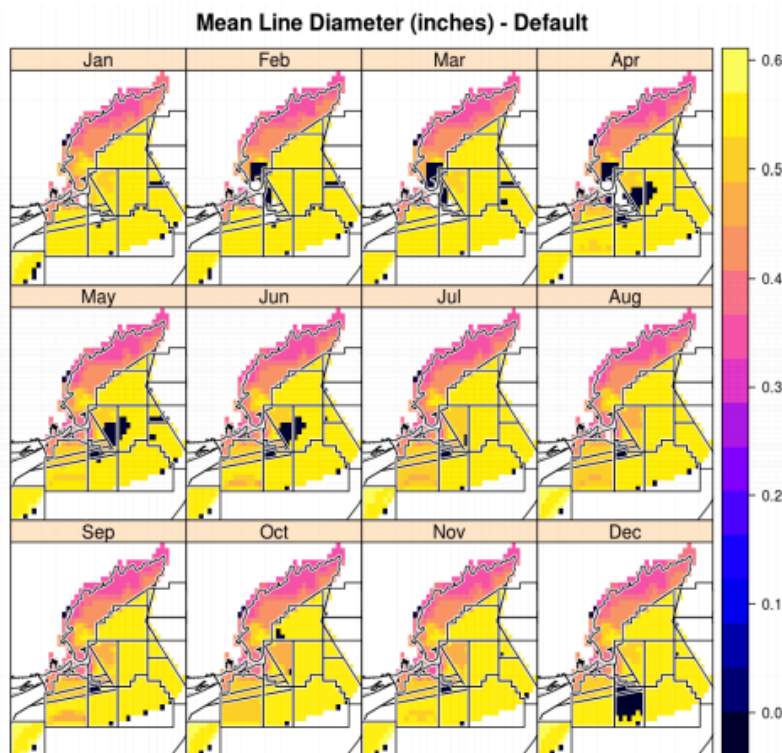 Mean Line Diameter (inches) - Default
Jan Feb Mar Apr
0.6
0.5
0.4
May Jun Jul Aug
0.3
0.2
Sep Oct Nov Dec
0.1
0.0